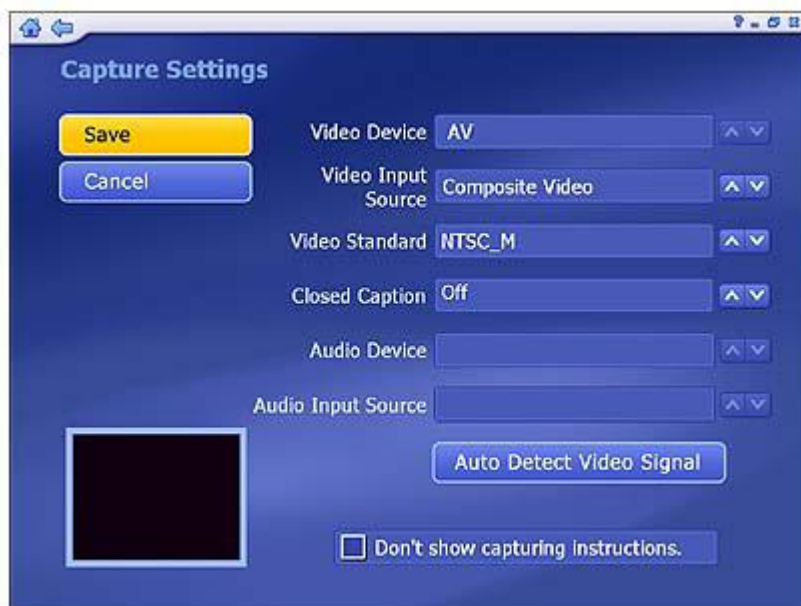 Capture Settings
Save
Cancel
Video Device
AV
Video Input
Source
Composite Video
Video Standard
NTSC_M
Closed Caption
Off
Audio Device
Audio Input Source
Auto Detect Video Signal
Don't show capturing instructions.